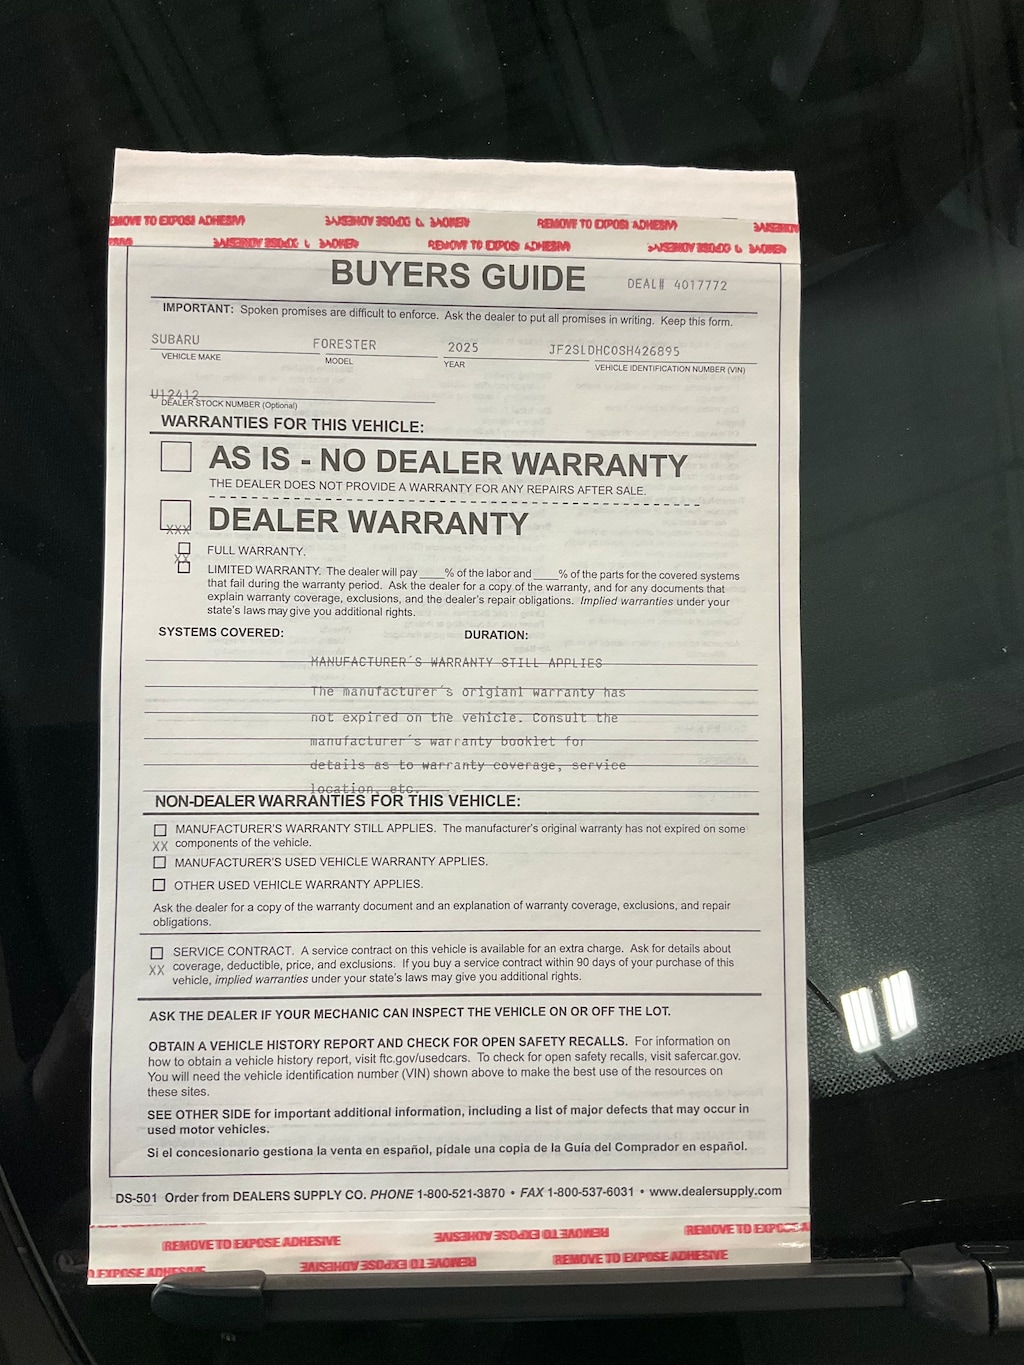 REMOVE TO EXPOSE ADHESIVE
REMOVE TO EXPOSE ADHESIVE
REMOVE TO EXPOSE ADHESIVE
BUYERS GUIDE DEAL# 4017772
IMPORTANT: Spoken promises are difficult to enforce. Ask the dealer to put all promises in writing. Keep this form.
SUBARU FORESTER 2025 JF2SLDHC0SH426895
VEHICLE MAKE MODEL YEAR VEHICLE IDENTIFICATION NUMBER (VIN)
U12412
DEALER STOCK NUMBER (Optional)
WARRANTIES FOR THIS VEHICLE:
AS IS - NO DEALER WARRANTY
THE DEALER DOES NOT PROVIDE A WARRANTY FOR ANY REPAIRS AFTER SALE.
XXX DEALER WARRANTY
FULL WARRANTY.
XX
LIMITED WARRANTY. The dealer will pay ____% of the labor and ____% of the parts for the covered systems
that fail during the warranty period. Ask the dealer for a copy of the warranty, and for any documents that
explain warranty coverage, exclusions, and the dealer's repair obligations. Implied warranties under your
state's laws may give you additional rights.
SYSTEMS COVERED: DURATION:
MANUFACTURER'S WARRANTY STILL APPLIES
The manufacturer's origianl warranty has
not expired on the vehicle. Consult the
manufacturer's warranty booklet for
details as to warranty coverage, service
location, etc.
NON-DEALER WARRANTIES FOR THIS VEHICLE:
MANUFACTURER'S WARRANTY STILL APPLIES. The manufacturer's original warranty has not expired on some
XX components of the vehicle.
MANUFACTURER'S USED VEHICLE WARRANTY APPLIES.
OTHER USED VEHICLE WARRANTY APPLIES.
Ask the dealer for a copy of the warranty document and an explanation of warranty coverage, exclusions, and repair
obligations.
SERVICE CONTRACT. A service contract on this vehicle is available for an extra charge. Ask for details about
XX coverage, deductible, price, and exclusions. If you buy a service contract within 90 days of your purchase of this
vehicle, implied warranties under your state's laws may give you additional rights.
ASK THE DEALER IF YOUR MECHANIC CAN INSPECT THE VEHICLE ON OR OFF THE LOT.
OBTAIN A VEHICLE HISTORY REPORT AND CHECK FOR OPEN SAFETY RECALLS. For information on
how to obtain a vehicle history report, visit ftc.gov/usedcars. To check for open safety recalls, visit safercar.gov.
You will need the vehicle identification number (VIN) shown above to make the best use of the resources on
these sites.
SEE OTHER SIDE for important additional information, including a list of major defects that may occur in
used motor vehicles.
Si el concesionario gestiona la venta en español, pídale una copia de la Guía del Comprador en español.
DS-501 Order from DEALERS SUPPLY CO. PHONE 1-800-521-3870 • FAX 1-800-537-6031 • www.dealersupply.com
REMOVE TO EXPOSE ADHESIVE REMOVE TO EXPOSE ADHESIVE REMOVE TO EXPOSE A
EXPOSE ADHESIVE REMOVE TO EXPOSE ADHESIVE REMOVE TO EXPOSE ADHESIVE